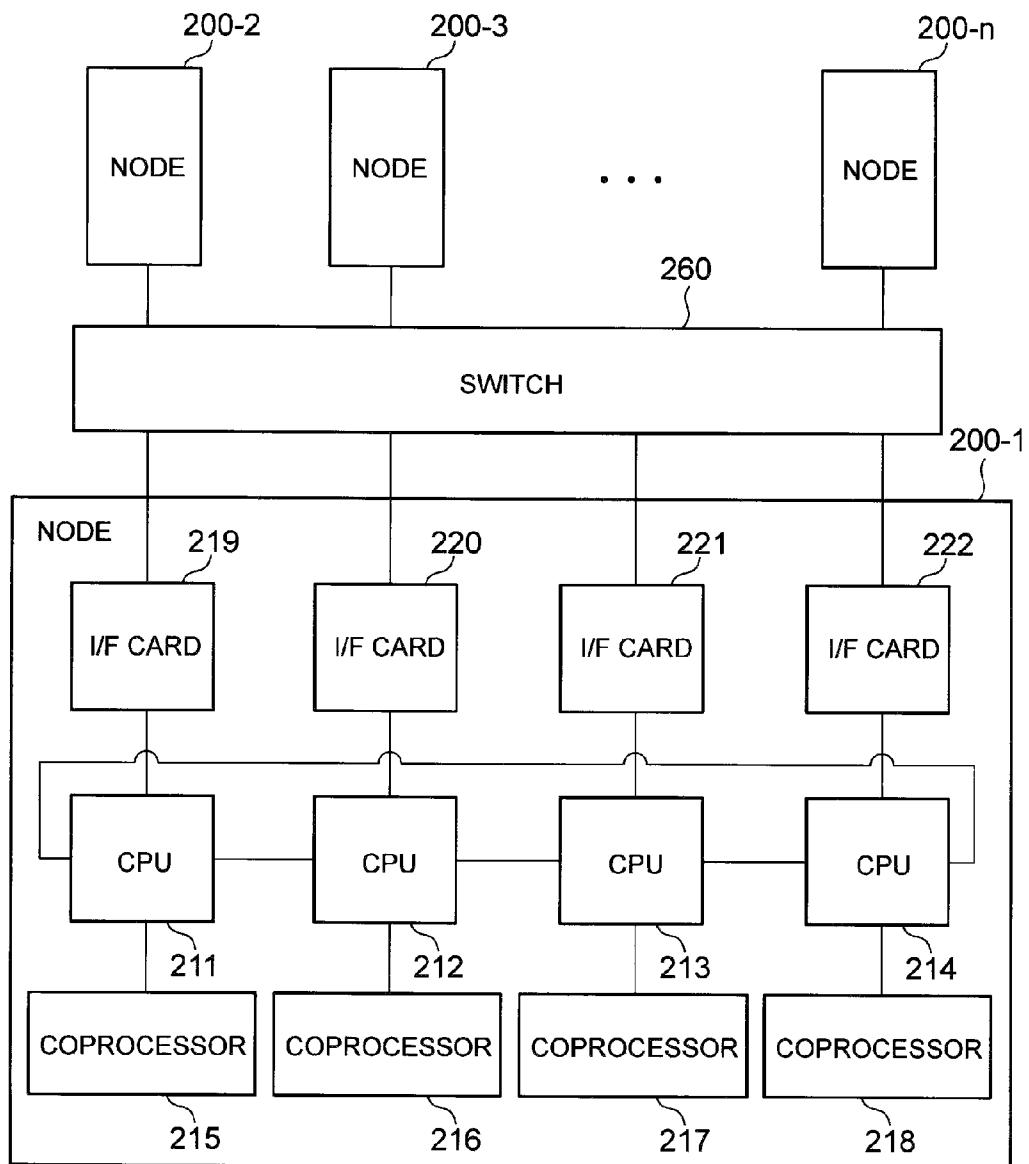 200-2 200-3 200-n
NODE NODE ... NODE
260
SWITCH
200-1
NODE
219 220 221 222
I/F CARD I/F CARD I/F CARD I/F CARD
CPU CPU CPU CPU
211 212 213 214
COPROCESSOR COPROCESSOR COPROCESSOR COPROCESSOR
215 216 217 218